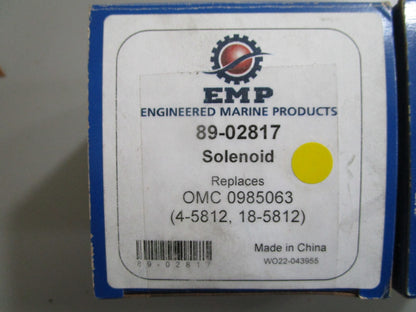 EMP
ENGINEERED MARINE PRODUCTS
89-02817
Solenoid
Replaces
OMC 0985063
(4-5812, 18-5812)
Made in China
WO22-043955
89-02817